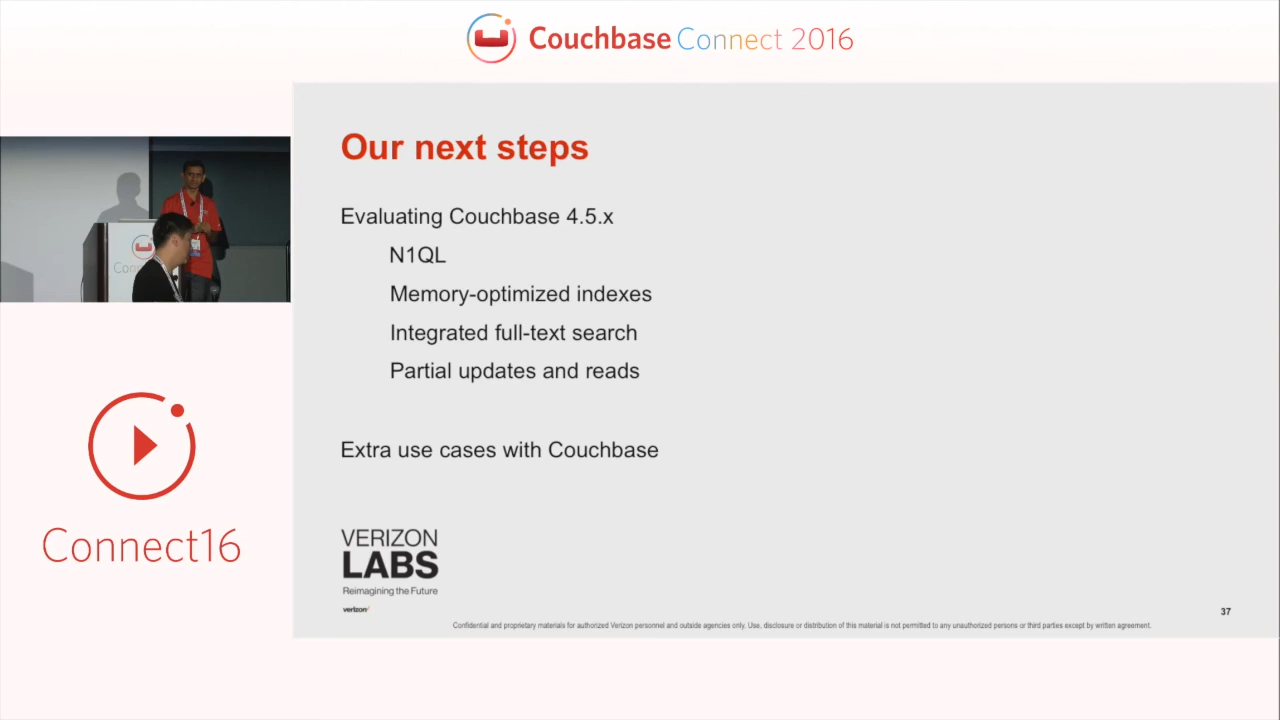 Couchbase Connect 2016
Our next steps
Evaluating Couchbase 4.5.x
N1QL
Memory-optimized indexes
Integrated full-text search
Partial updates and reads
Extra use cases with Couchbase
Conn
Connect16
VERIZON
LABS
Reimagining the Future
verizon✓
37
Confidential and proprietary materials for authorized Verizon personnel and outside agencies only. Use, disclosure or distribution of this material is not permitted to any unauthorized persons or third parties except by written agreement.